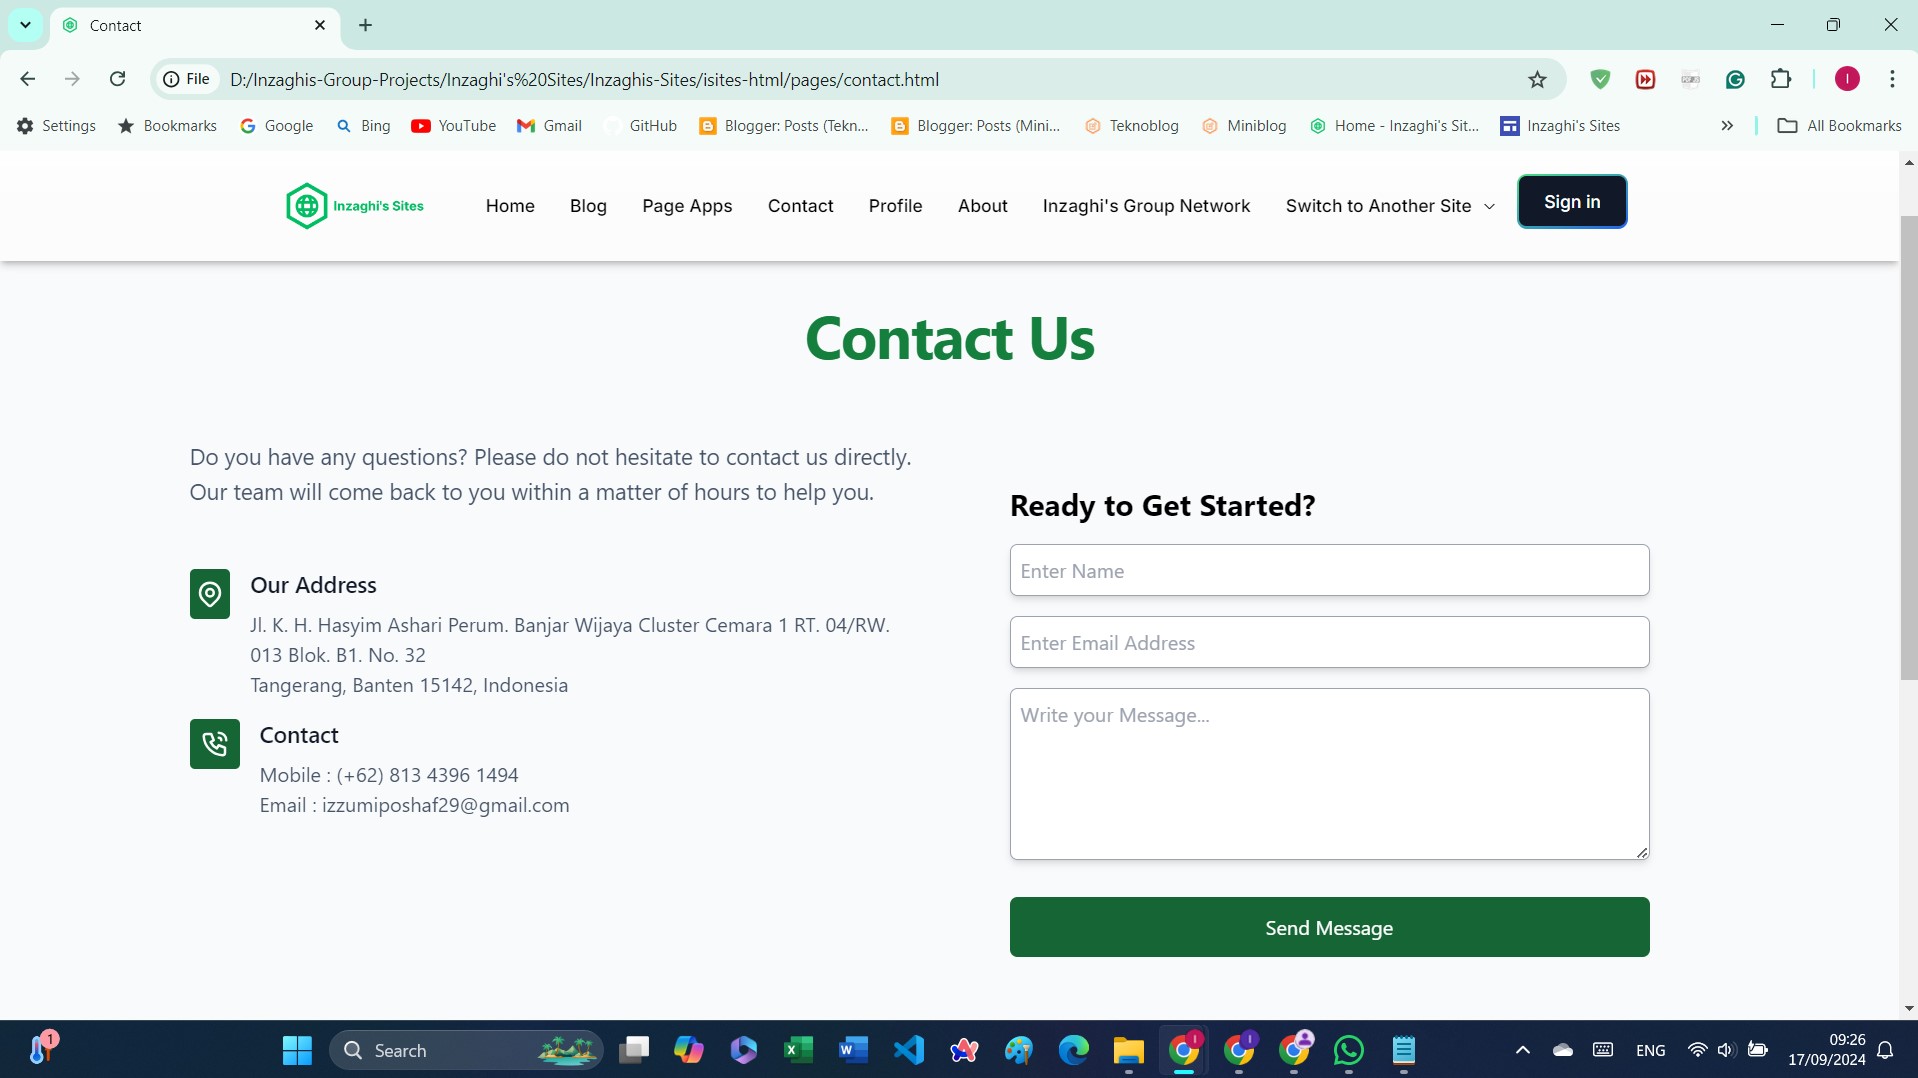 Contact
File
D:/Inzaghis-Group-Projects/Inzaghi's%20Sites/Inzaghis-Sites/isites-html/pages/contact.html
I
Settings
Bookmarks
Google
Bing
YouTube
Gmail
GitHub
Blogger: Posts (Tekn...
Blogger: Posts (Mini...
Teknoblog
Miniblog
Home - Inzaghi's Sit...
Inzaghi's Sites
All Bookmarks
Inzaghi's Sites
Home
Blog
Page Apps
Contact
Profile
About
Inzaghi's Group Network
Switch to Another Site
Sign in
Contact Us
Do you have any questions? Please do not hesitate to contact us directly.
Our team will come back to you within a matter of hours to help you.
Our Address
Jl. K. H. Hasyim Ashari Perum. Banjar Wijaya Cluster Cemara 1 RT. 04/RW.
013 Blok. B1. No. 32
Tangerang, Banten 15142, Indonesia
Contact
Mobile : (+62) 813 4396 1494
Email : izzumiposhaf29@gmail.com
Ready to Get Started?
Enter Name
Enter Email Address
Write your Message...
Send Message
1
Search
ENG
09:26
17/09/2024